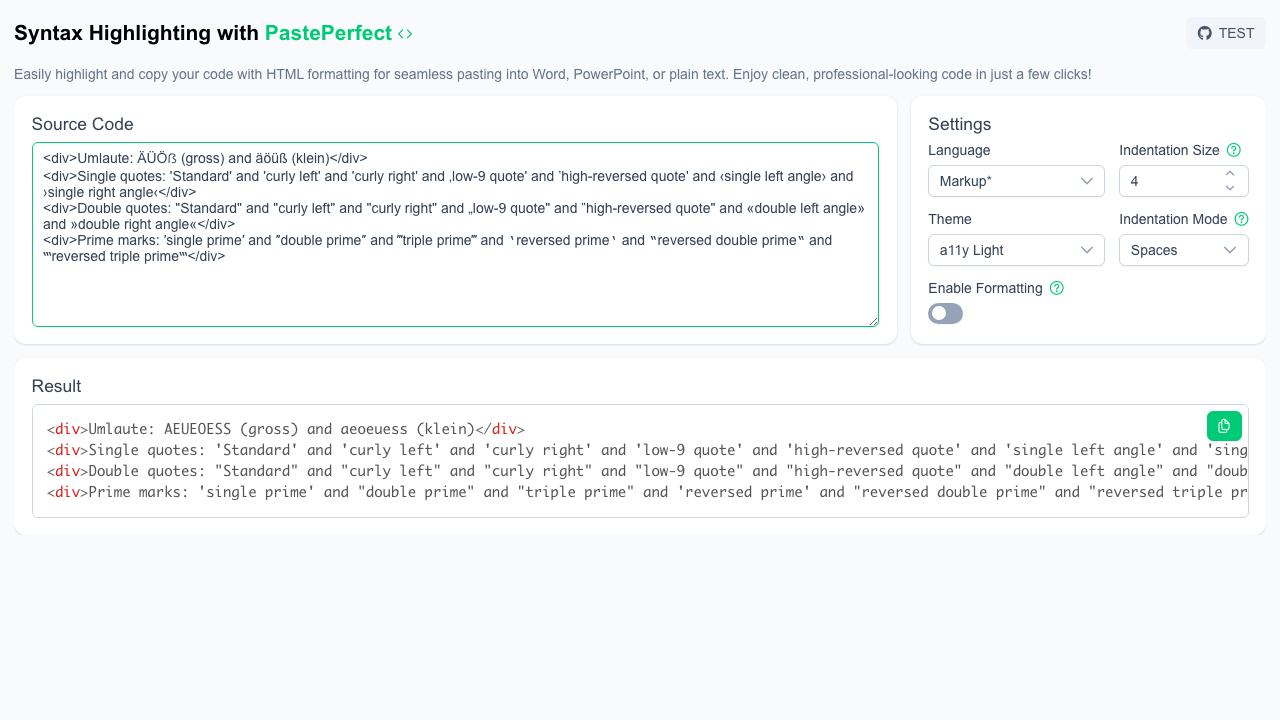 Syntax Highlighting with PastePerfect <>
TEST
Easily highlight and copy your code with HTML formatting for seamless pasting into Word, PowerPoint, or plain text. Enjoy clean, professional-looking code in just a few clicks!
Source Code
<div>Umlaute: ÄÜÖẞ (gross) and äöüß (klein)</div>
<div>Single quotes: 'Standard' and 'curly left' and 'curly right' and ‚low-9 quote' and ‛high-reversed quote' and ‹single left angle› and
›single right angle‹</div>
<div>Double quotes: "Standard" and "curly left" and "curly right" and „low-9 quote" and ‟high-reversed quote" and «double left angle»
and »double right angle«</div>
<div>Prime marks: ′single prime′ and ″double prime″ and ‴triple prime‴ and ‵reversed prime‵ and ‶reversed double prime‶ and
‷reversed triple prime‷</div>
Settings
Language
Indentation Size
Markup*
4
Theme
Indentation Mode
a11y Light
Spaces
Enable Formatting
Result
<div>Umlaute: AEUEOESS (gross) and aeoeuess (klein)</div>
<div>Single quotes: 'Standard' and 'curly left' and 'curly right' and 'low-9 quote' and 'high-reversed quote' and 'single left angle' and 'sing
<div>Double quotes: "Standard" and "curly left" and "curly right" and "low-9 quote" and "high-reversed quote" and "double left angle" and "doub
<div>Prime marks: 'single prime' and "double prime" and "triple prime" and 'reversed prime' and "reversed double prime" and "reversed triple pr